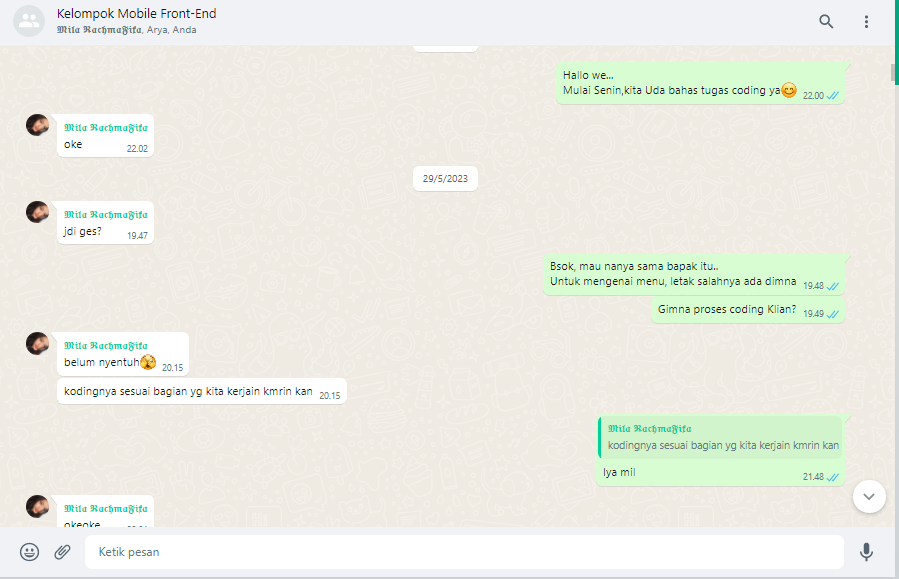 Kelompok Mobile Front-End
𝕸𝖎𝖑𝖆 𝕽𝖆𝖈𝖍𝖒𝖆𝕱𝖎𝖋𝖆, Arya, Anda
Hallo we...
Mulai Senin,kita Uda bahas tugas coding ya😊 22.00
𝕸𝖎𝖑𝖆 𝕽𝖆𝖈𝖍𝖒𝖆𝕱𝖎𝖋𝖆
oke 22.02
29/5/2023
𝕸𝖎𝖑𝖆 𝕽𝖆𝖈𝖍𝖒𝖆𝕱𝖎𝖋𝖆
jdi ges? 19.47
Bsok, mau nanya sama bapak itu..
Untuk mengenai menu, letak salahnya ada dimna 19.48
Gimna proses coding Klian? 19.49
𝕸𝖎𝖑𝖆 𝕽𝖆𝖈𝖍𝖒𝖆𝕱𝖎𝖋𝖆
belum nyentuh🫣 20.15
kodingnya sesuai bagian yg kita kerjain kmrin kan 20.15
𝕸𝖎𝖑𝖆 𝕽𝖆𝖈𝖍𝖒𝖆𝕱𝖎𝖋𝖆
kodingnya sesuai bagian yg kita kerjain kmrin kan
Iya mil 21.48
𝕸𝖎𝖑𝖆 𝕽𝖆𝖈𝖍𝖒𝖆𝕱𝖎𝖋𝖆
okeoke
Ketik pesan